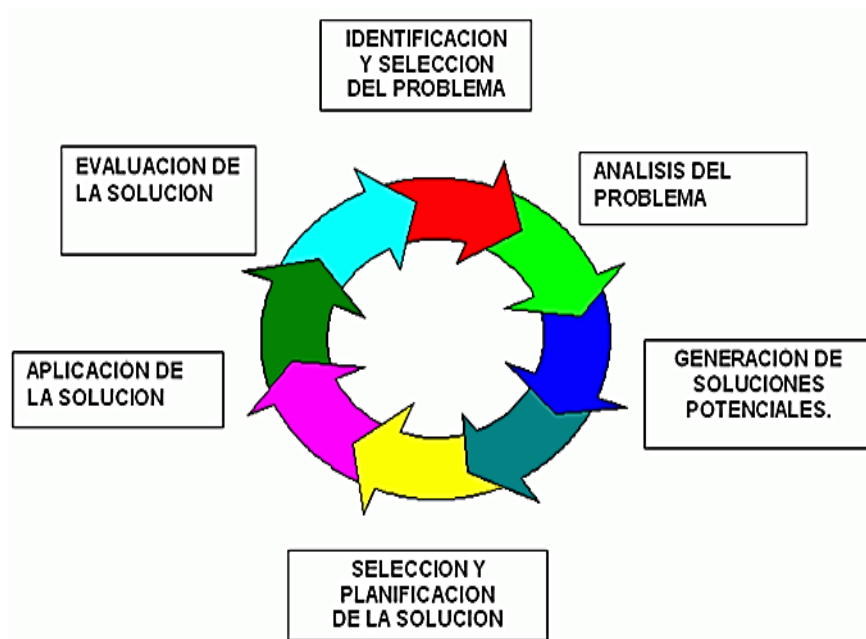 IDENTIFICACION
Y SELECCION
DEL PROBLEMA
ANALISIS DEL
PROBLEMA
GENERACION DE
SOLUCIONES
POTENCIALES.
SELECCION Y
PLANIFICACION
DE LA SOLUCION
APLICACION DE
LA SOLUCION
EVALUACION DE
LA SOLUCION